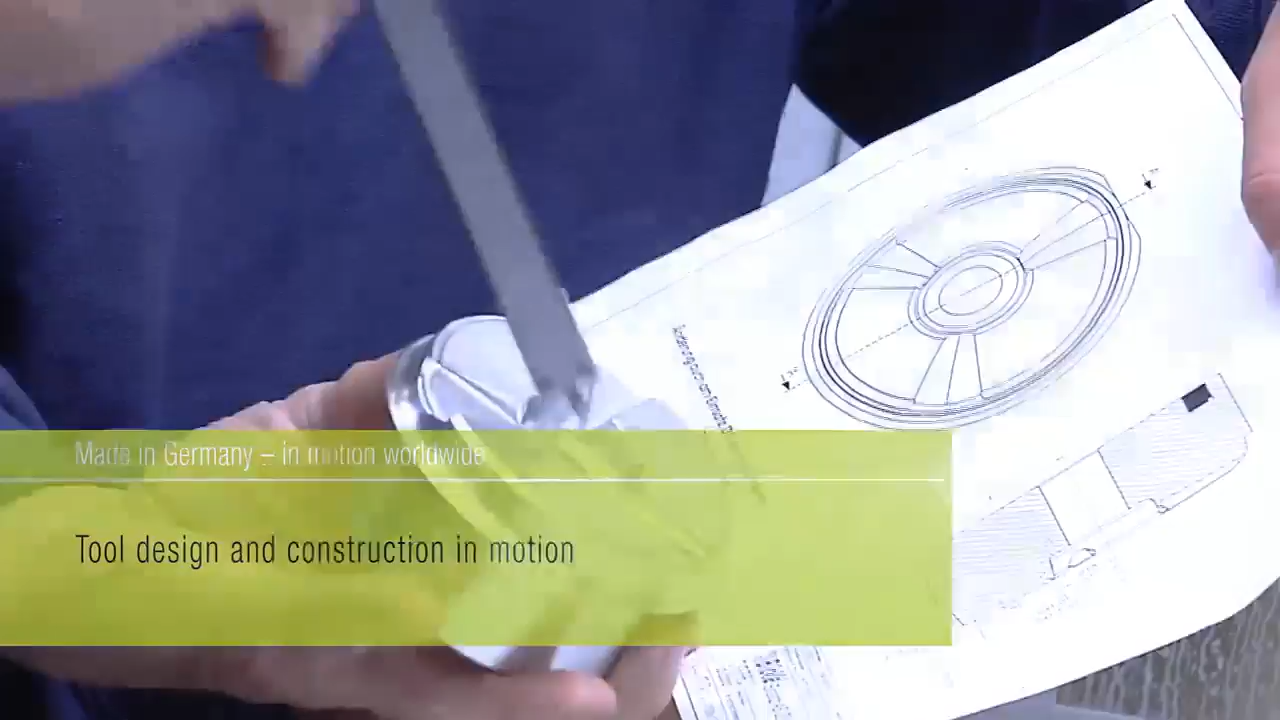 Made in Germany – in motion worldwide
Tool design and construction in motion